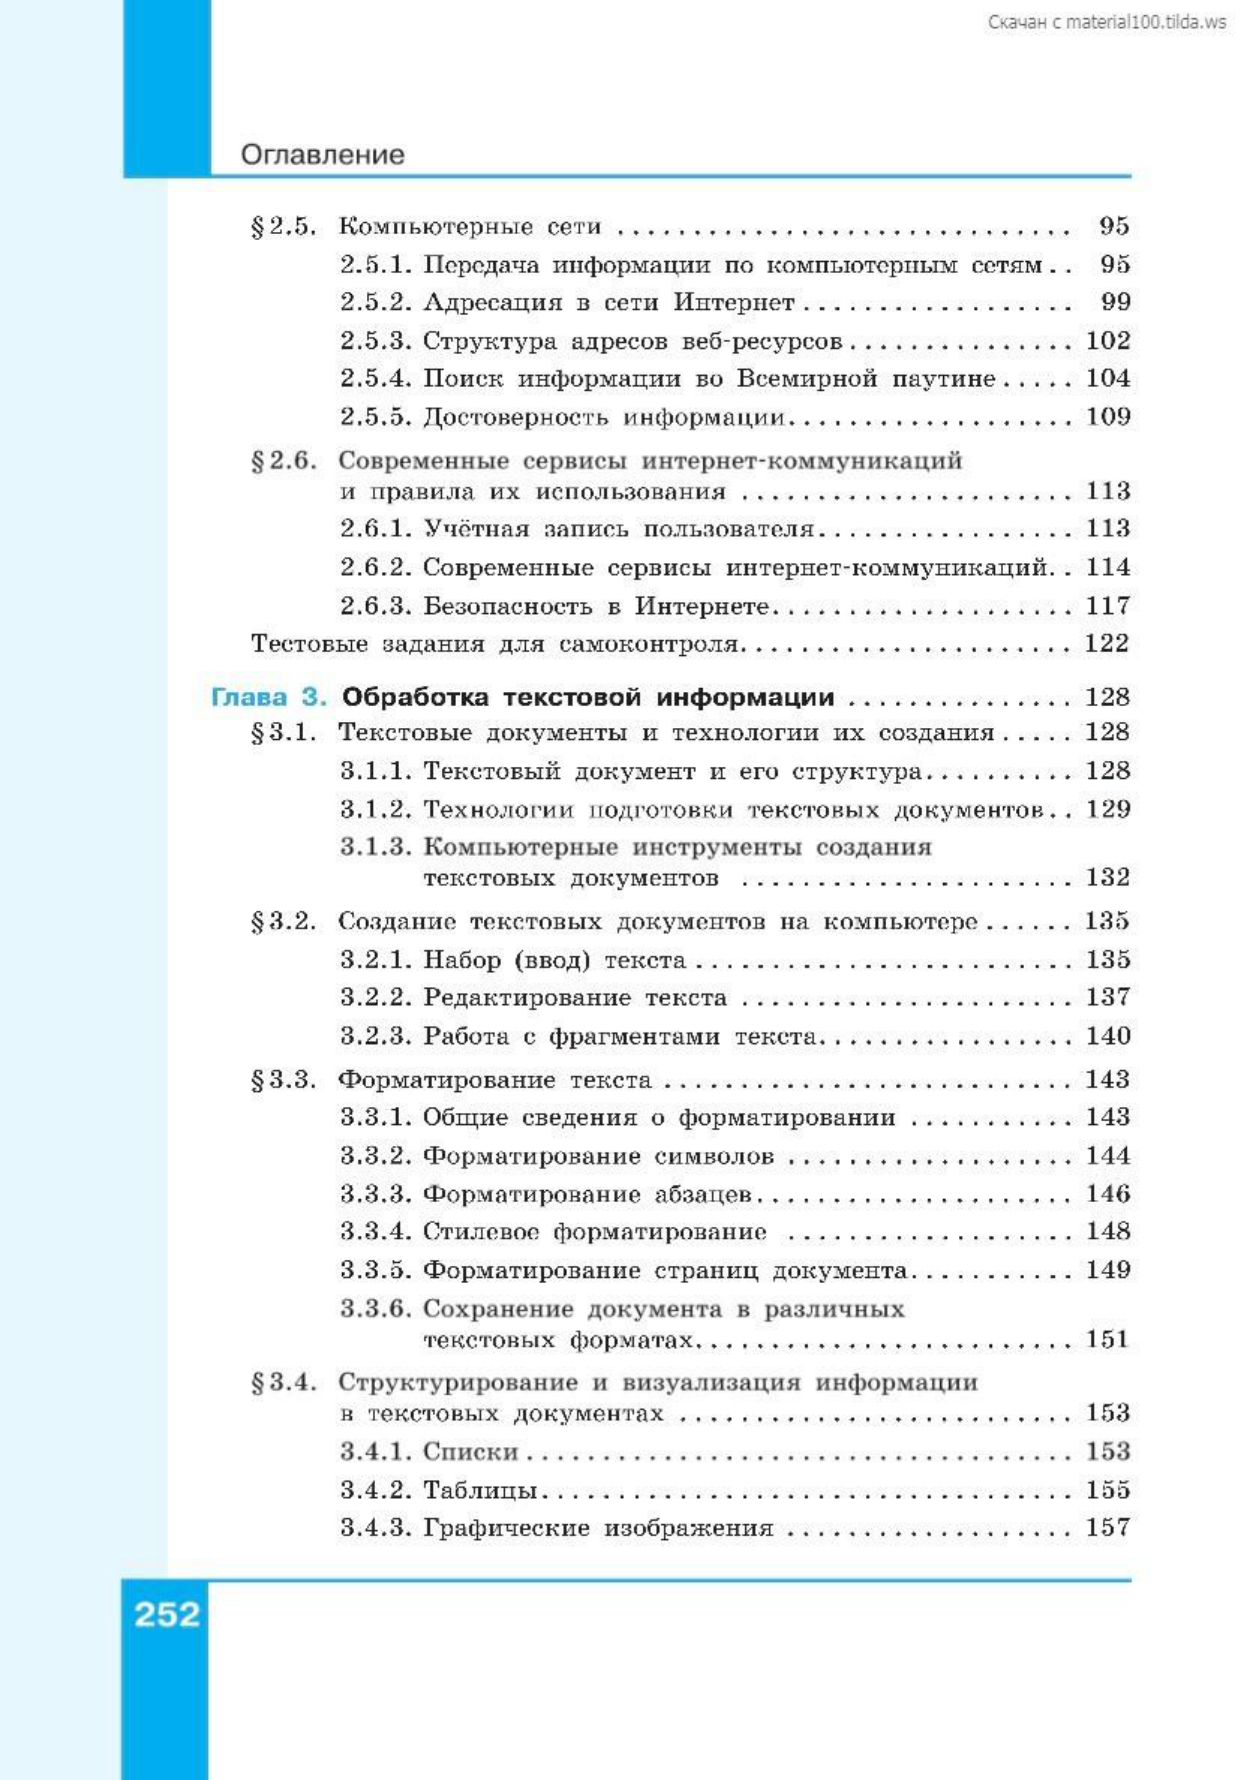 Скачан с material100.tilda.ws
Оглавление
§ 2.5. Компьютерные сети .............................. 95
2.5.1. Передача информации по компьютерным сетям.. 95
2.5.2. Адресация в сети Интернет.................. 99
2.5.3. Структура адресов веб-ресурсов............... 102
2.5.4. Поиск информации во Всемирной паутине..... 104
2.5.5. Достоверность информации................... 109
§ 2.6. Современные сервисы интернет-коммуникаций
и правила их использования ...................... 113
2.6.1. Учётная запись пользователя................. 113
2.6.2. Современные сервисы интернет-коммуникаций.. 114
2.6.3. Безопасность в Интернете.................... 117
Тестовые задания для самоконтроля...................... 122
Глава 3. Обработка текстовой информации ............... 128
§ 3.1. Текстовые документы и технологии их создания..... 128
3.1.1. Текстовый документ и его структура.......... 128
3.1.2. Технологии подготовки текстовых документов.. 129
3.1.3. Компьютерные инструменты создания
текстовых документов ...................... 132
§ 3.2. Создание текстовых документов на компьютере...... 135
3.2.1. Набор (ввод) текста......................... 135
3.2.2. Редактирование текста ...................... 137
3.2.3. Работа с фрагментами текста................. 140
§ 3.3. Форматирование текста ........................... 143
3.3.1. Общие сведения о форматировании ........... 143
3.3.2. Форматирование символов ................... 144
3.3.3. Форматирование абзацев..................... 146
3.3.4. Стилевое форматирование ................... 148
3.3.5. Форматирование страниц документа........... 149
3.3.6. Сохранение документа в различных
текстовых форматах......................... 151
§ 3.4. Структурирование и визуализация информации
в текстовых документах .......................... 153
3.4.1. Списки.................................... 153
3.4.2. Таблицы................................... 155
3.4.3. Графические изображения ................... 157
252